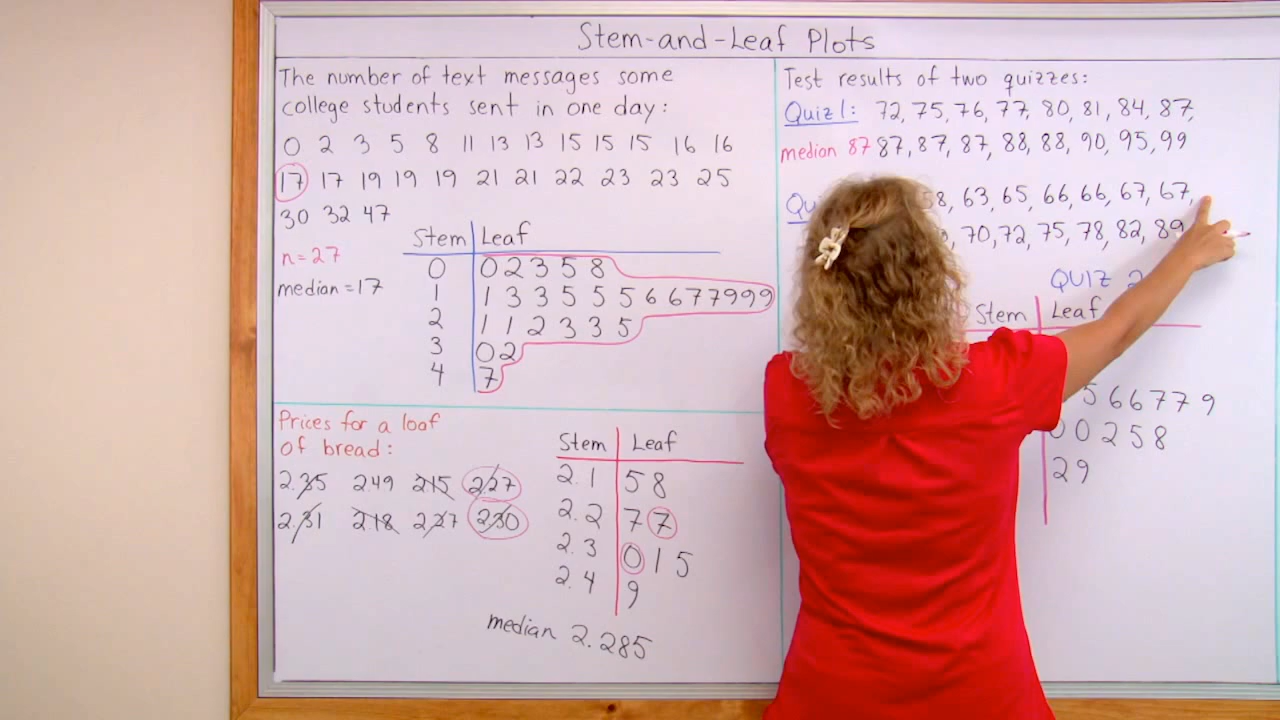 Stem-and-Leaf Plots
The number of text messages some
college students sent in one day:
0 2 3 5 8 11 13 13 15 15 15 16 16
17 17 19 19 19 21 21 22 23 23 25
30 32 47
n=27
median=17
Stem Leaf
0 0 2 3 5 8
1 1 3 3 5 5 5 6 6 7 7 9 9 9
2 1 1 2 3 3 5
3 0 2
4 7
Prices for a loaf
of bread:
2.35 2.49 2.15 2.27
2.31 2.18 2.27 2.30
Stem Leaf
2.1 5 8
2.2 7 7
2.3 0 1 5
2.4 9
median 2.285
Test results of two quizzes:
Quiz 1: 72, 75, 76, 77, 80, 81, 84, 87,
median 87 87, 87, 87, 88, 88, 90, 95, 99
8, 63, 65, 66, 66, 67, 67,
70, 72, 75, 78, 82, 89
QUIZ 2
Stem Leaf
5 6 6 7 7 9
0 0 2 5 8
2 9